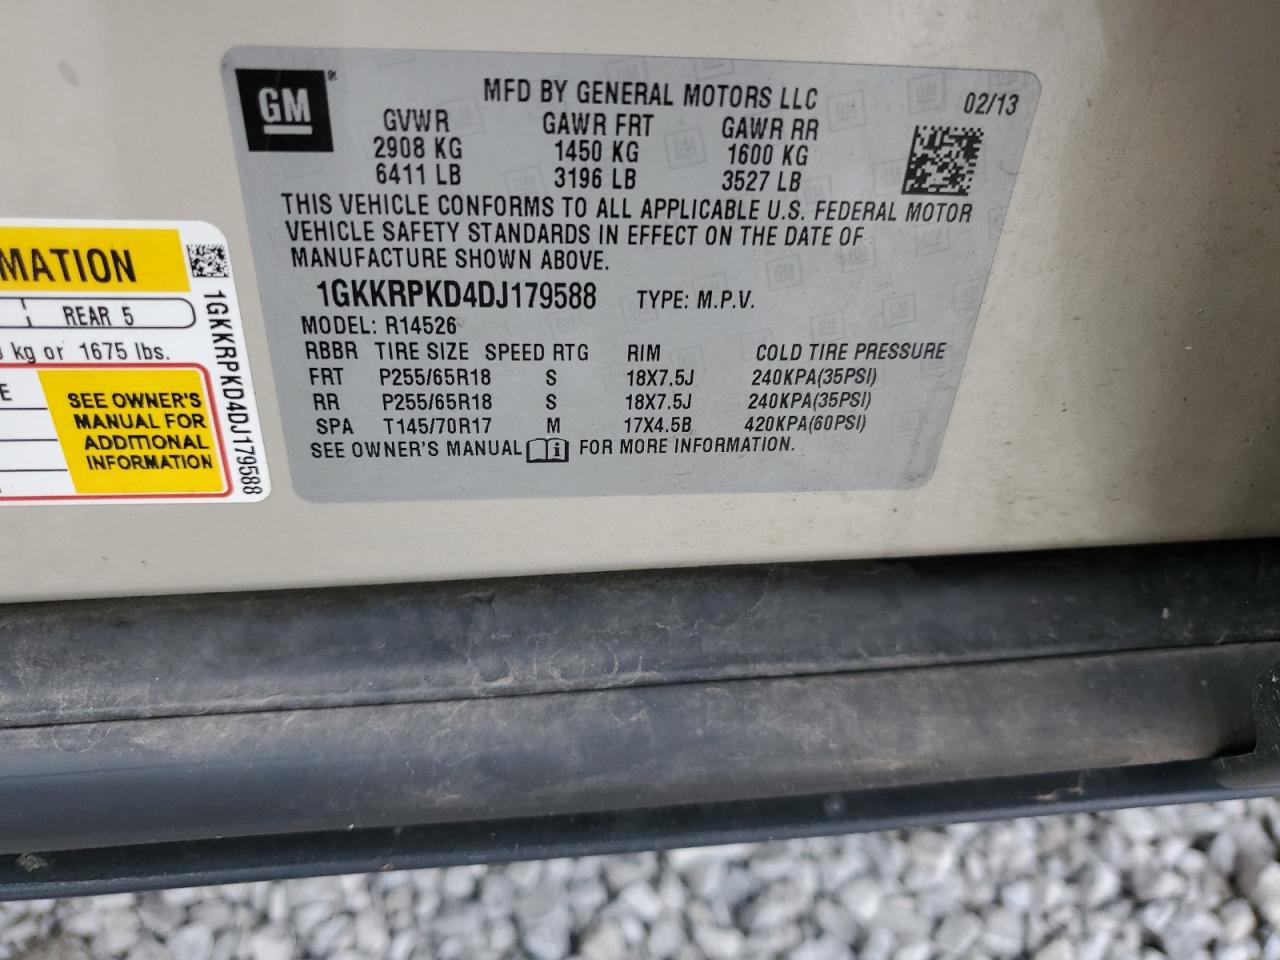 GM
MFD BY GENERAL MOTORS LLC 02/13
GVWR GAWR FRT GAWR RR
2908 KG 1450 KG 1600 KG
6411 LB 3196 LB 3527 LB
THIS VEHICLE CONFORMS TO ALL APPLICABLE U.S. FEDERAL MOTOR
VEHICLE SAFETY STANDARDS IN EFFECT ON THE DATE OF
MANUFACTURE SHOWN ABOVE.
1GKKRPKD4DJ179588 TYPE: M.P.V.
MODEL: R14526
RBBR TIRE SIZE SPEED RTG RIM COLD TIRE PRESSURE
FRT P255/65R18 S 18X7.5J 240KPA(35PSI)
RR P255/65R18 S 18X7.5J 240KPA(35PSI)
SPA T145/70R17 M 17X4.5B 420KPA(60PSI)
SEE OWNER'S MANUAL i FOR MORE INFORMATION.
MATION
REAR 5
kg or 1675 lbs.
E
SEE OWNER'S
MANUAL FOR
ADDITIONAL
INFORMATION
1GKKRPKD4DJ179588